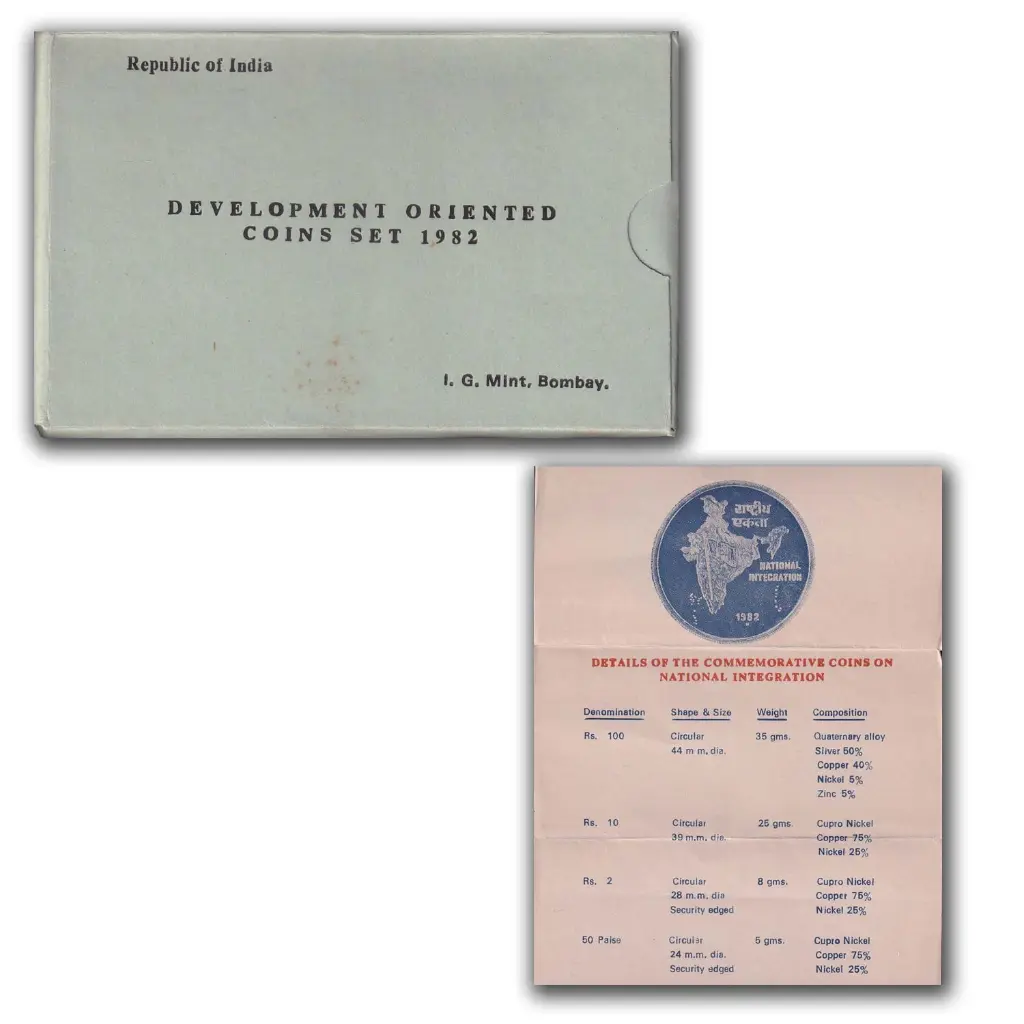 Republic of India
DEVELOPMENT ORIENTED
COINS SET 1982
I. G. Mint, Bombay.
राष्ट्रीय
एकता
NATIONAL
INTEGRATION
1982
DETAILS OF THE COMMEMORATIVE COINS ON
NATIONAL INTEGRATION
Denomination Shape & Size Weight Composition
Rs. 100 Circular 35 gms. Quaternary alloy
44 m m. dia. Silver 50%
Copper 40%
Nickel 5%
Zinc 5%
Rs. 10 Circular 25 gms. Cupro Nickel
39 m.m. dia. Copper 75%
Nickel 25%
Rs. 2 Circular 8 gms. Cupro Nickel
28 m.m. dia Copper 75%
Security edged Nickel 25%
50 Paise Circular 5 gms. Cupro Nickel
24 m.m. dia. Copper 75%
Security edged Nickel 25%